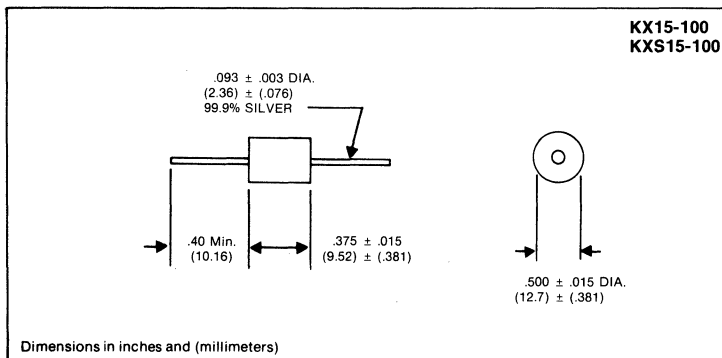 KX15-100
KXS15-100
.093 ± .003 DIA.
(2.36) ± (.076)
99.9% SILVER
.40 Min.
(10.16)
.375 ± .015
(9.52) ± (.381)
.500 ± .015 DIA.
(12.7) ± (.381)
Dimensions in inches and (millimeters)